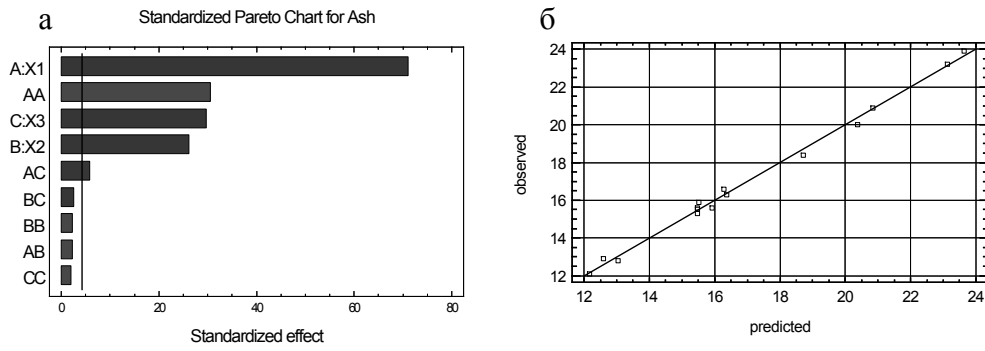 а
Standardized Pareto Chart for Ash
A:X1
AA
C:X3
B:X2
AC
BC
BB
AB
CC
0 20 40 60 80
Standardized effect
б
24
22
20
18
16
14
12
observed
12 14 16 18 20 22 24
predicted